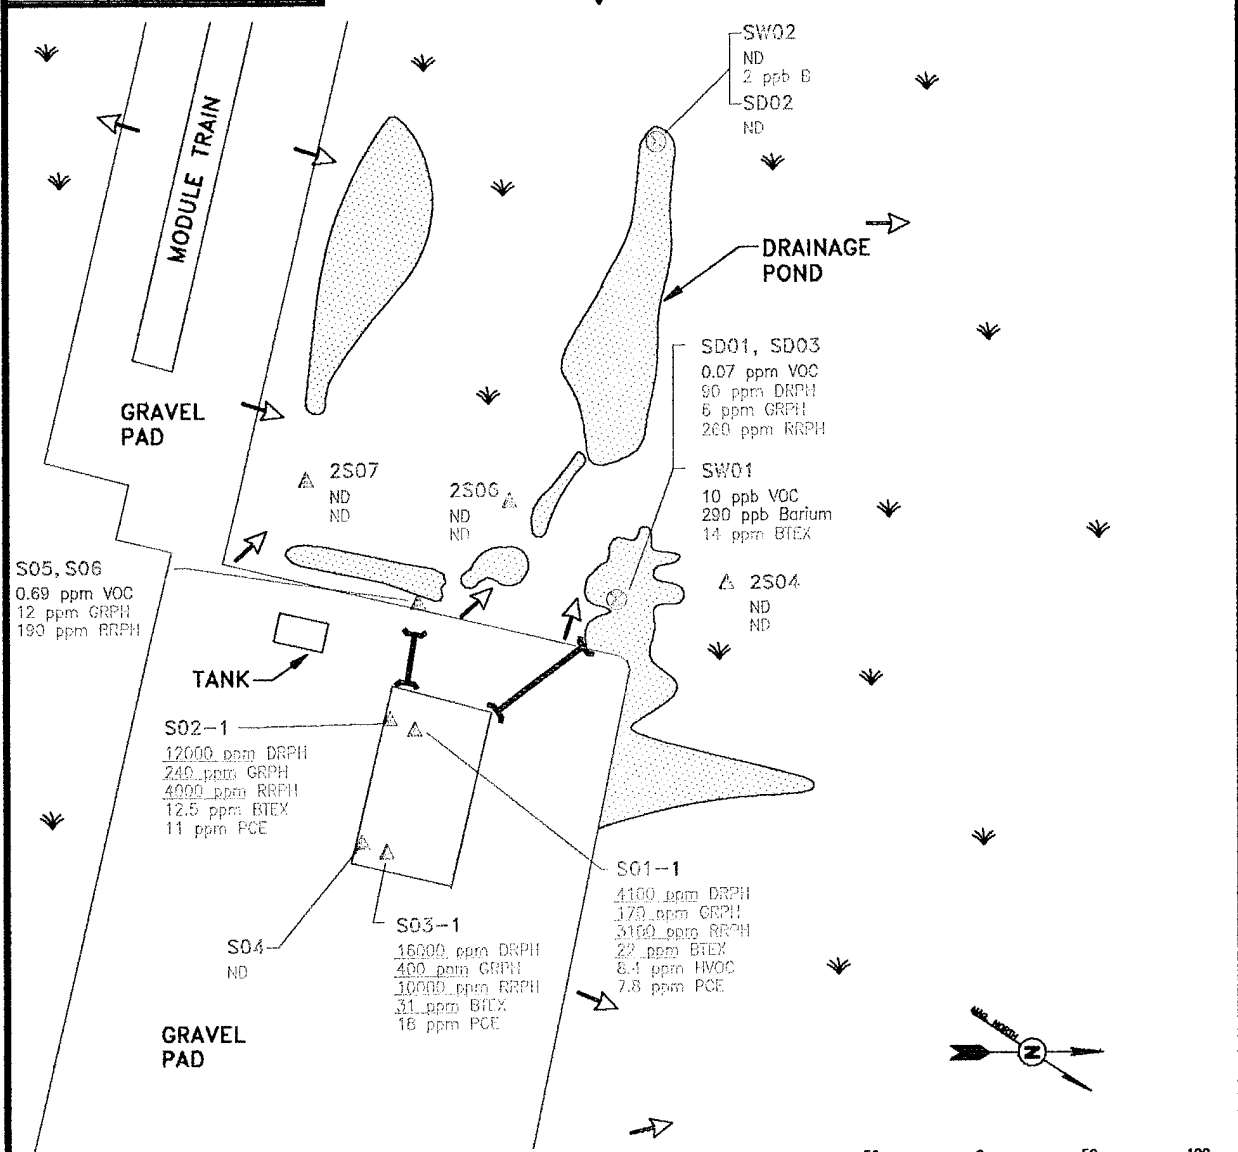 SW02
ND
2 ppb B
SD02
ND
MODULE TRAIN
DRAINAGE
POND
SD01, SD03
0.07 ppm VOC
90 ppm DRPH
6 ppm GRPH
260 ppm RRPH
GRAVEL
PAD
SW01
10 ppb VOC
290 ppb Barium
14 ppm BTEX
2S07
ND
ND
2S06
ND
ND
2S04
ND
ND
S05, S06
0.69 ppm VOC
12 ppm GRPH
190 ppm RRPH
TANK
S02-1
12000 ppm DRPH
240 ppm GRPH
4000 ppm RRPH
12.5 ppm BTEX
11 ppm PCE
S01-1
4100 ppm DRPH
170 ppm GRPH
3100 ppm RRPH
22 ppm BTEX
8.4 ppm HVOC
7.8 ppm PCE
S03-1
16000 ppm DRPH
400 ppm GRPH
10000 ppm RRPH
31 ppm BTEX
18 ppm PCE
S04
ND
GRAVEL
PAD
MAG NORTH
N
50 0 50 100